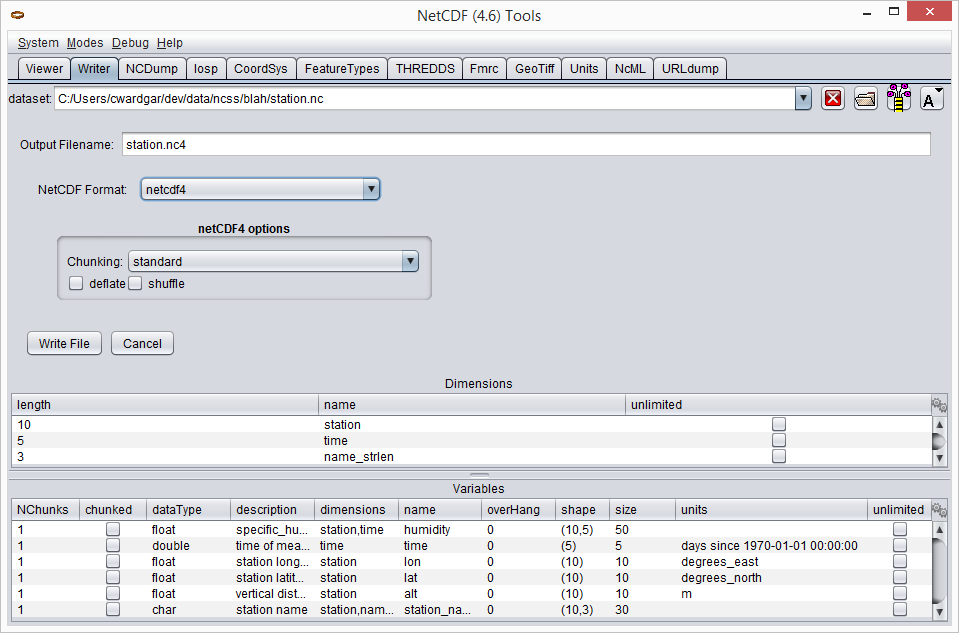 NetCDF (4.6) Tools
System Modes Debug Help
Viewer Writer NCDump Iosp CoordSys FeatureTypes THREDDS Fmrc GeoTiff Units NcML URLdump
dataset: C:/Users/cwardgar/dev/data/ncss/blah/station.nc A
Output Filename: station.nc4
NetCDF Format: netcdf4
netCDF4 options
Chunking: standard
deflate shuffle
Write File Cancel
Dimensions
length name unlimited
10 station
5 time
3 name_strlen
Variables
NChunks chunked dataType description dimensions name overHang shape size units unlimited
1 float specific_hu... station,time humidity 0 (10,5) 50
1 double time of mea... time time 0 (5) 5 days since 1970-01-01 00:00:00
1 float station long... station lon 0 (10) 10 degrees_east
1 float station latit... station lat 0 (10) 10 degrees_north
1 float vertical dist... station alt 0 (10) 10 m
1 char station name station,nam... station_na... 0 (10,3) 30